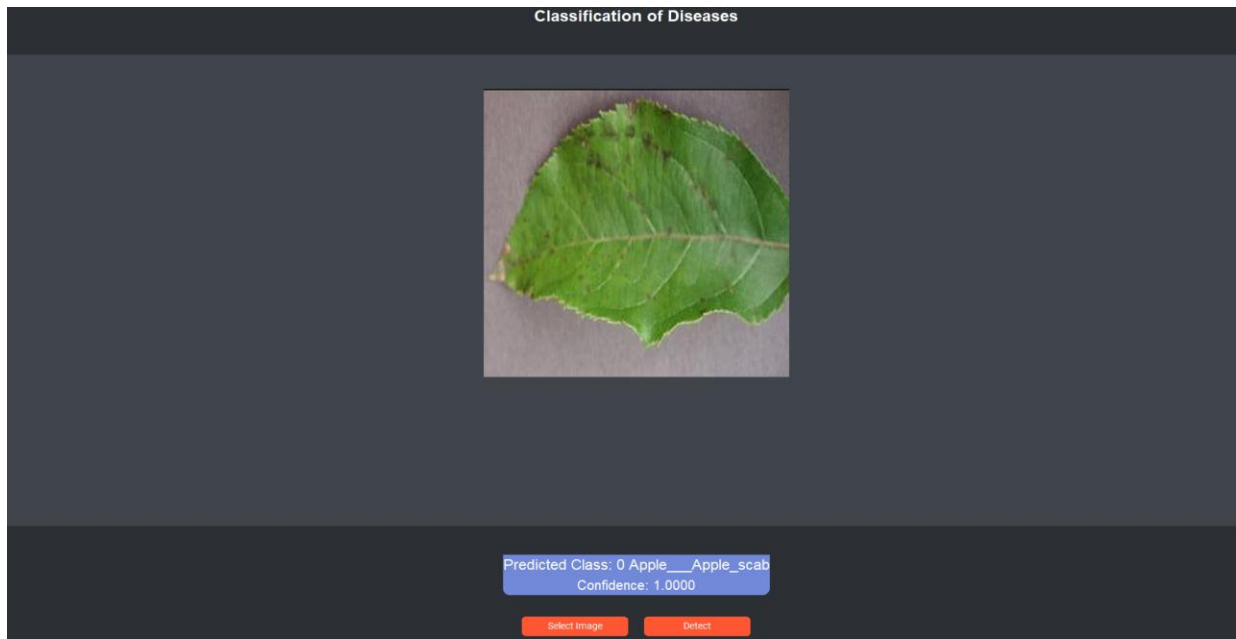 Classification of Diseases
Predicted Class: 0 Apple___Apple_scab
Confidence: 1.0000
Select Image
Detect